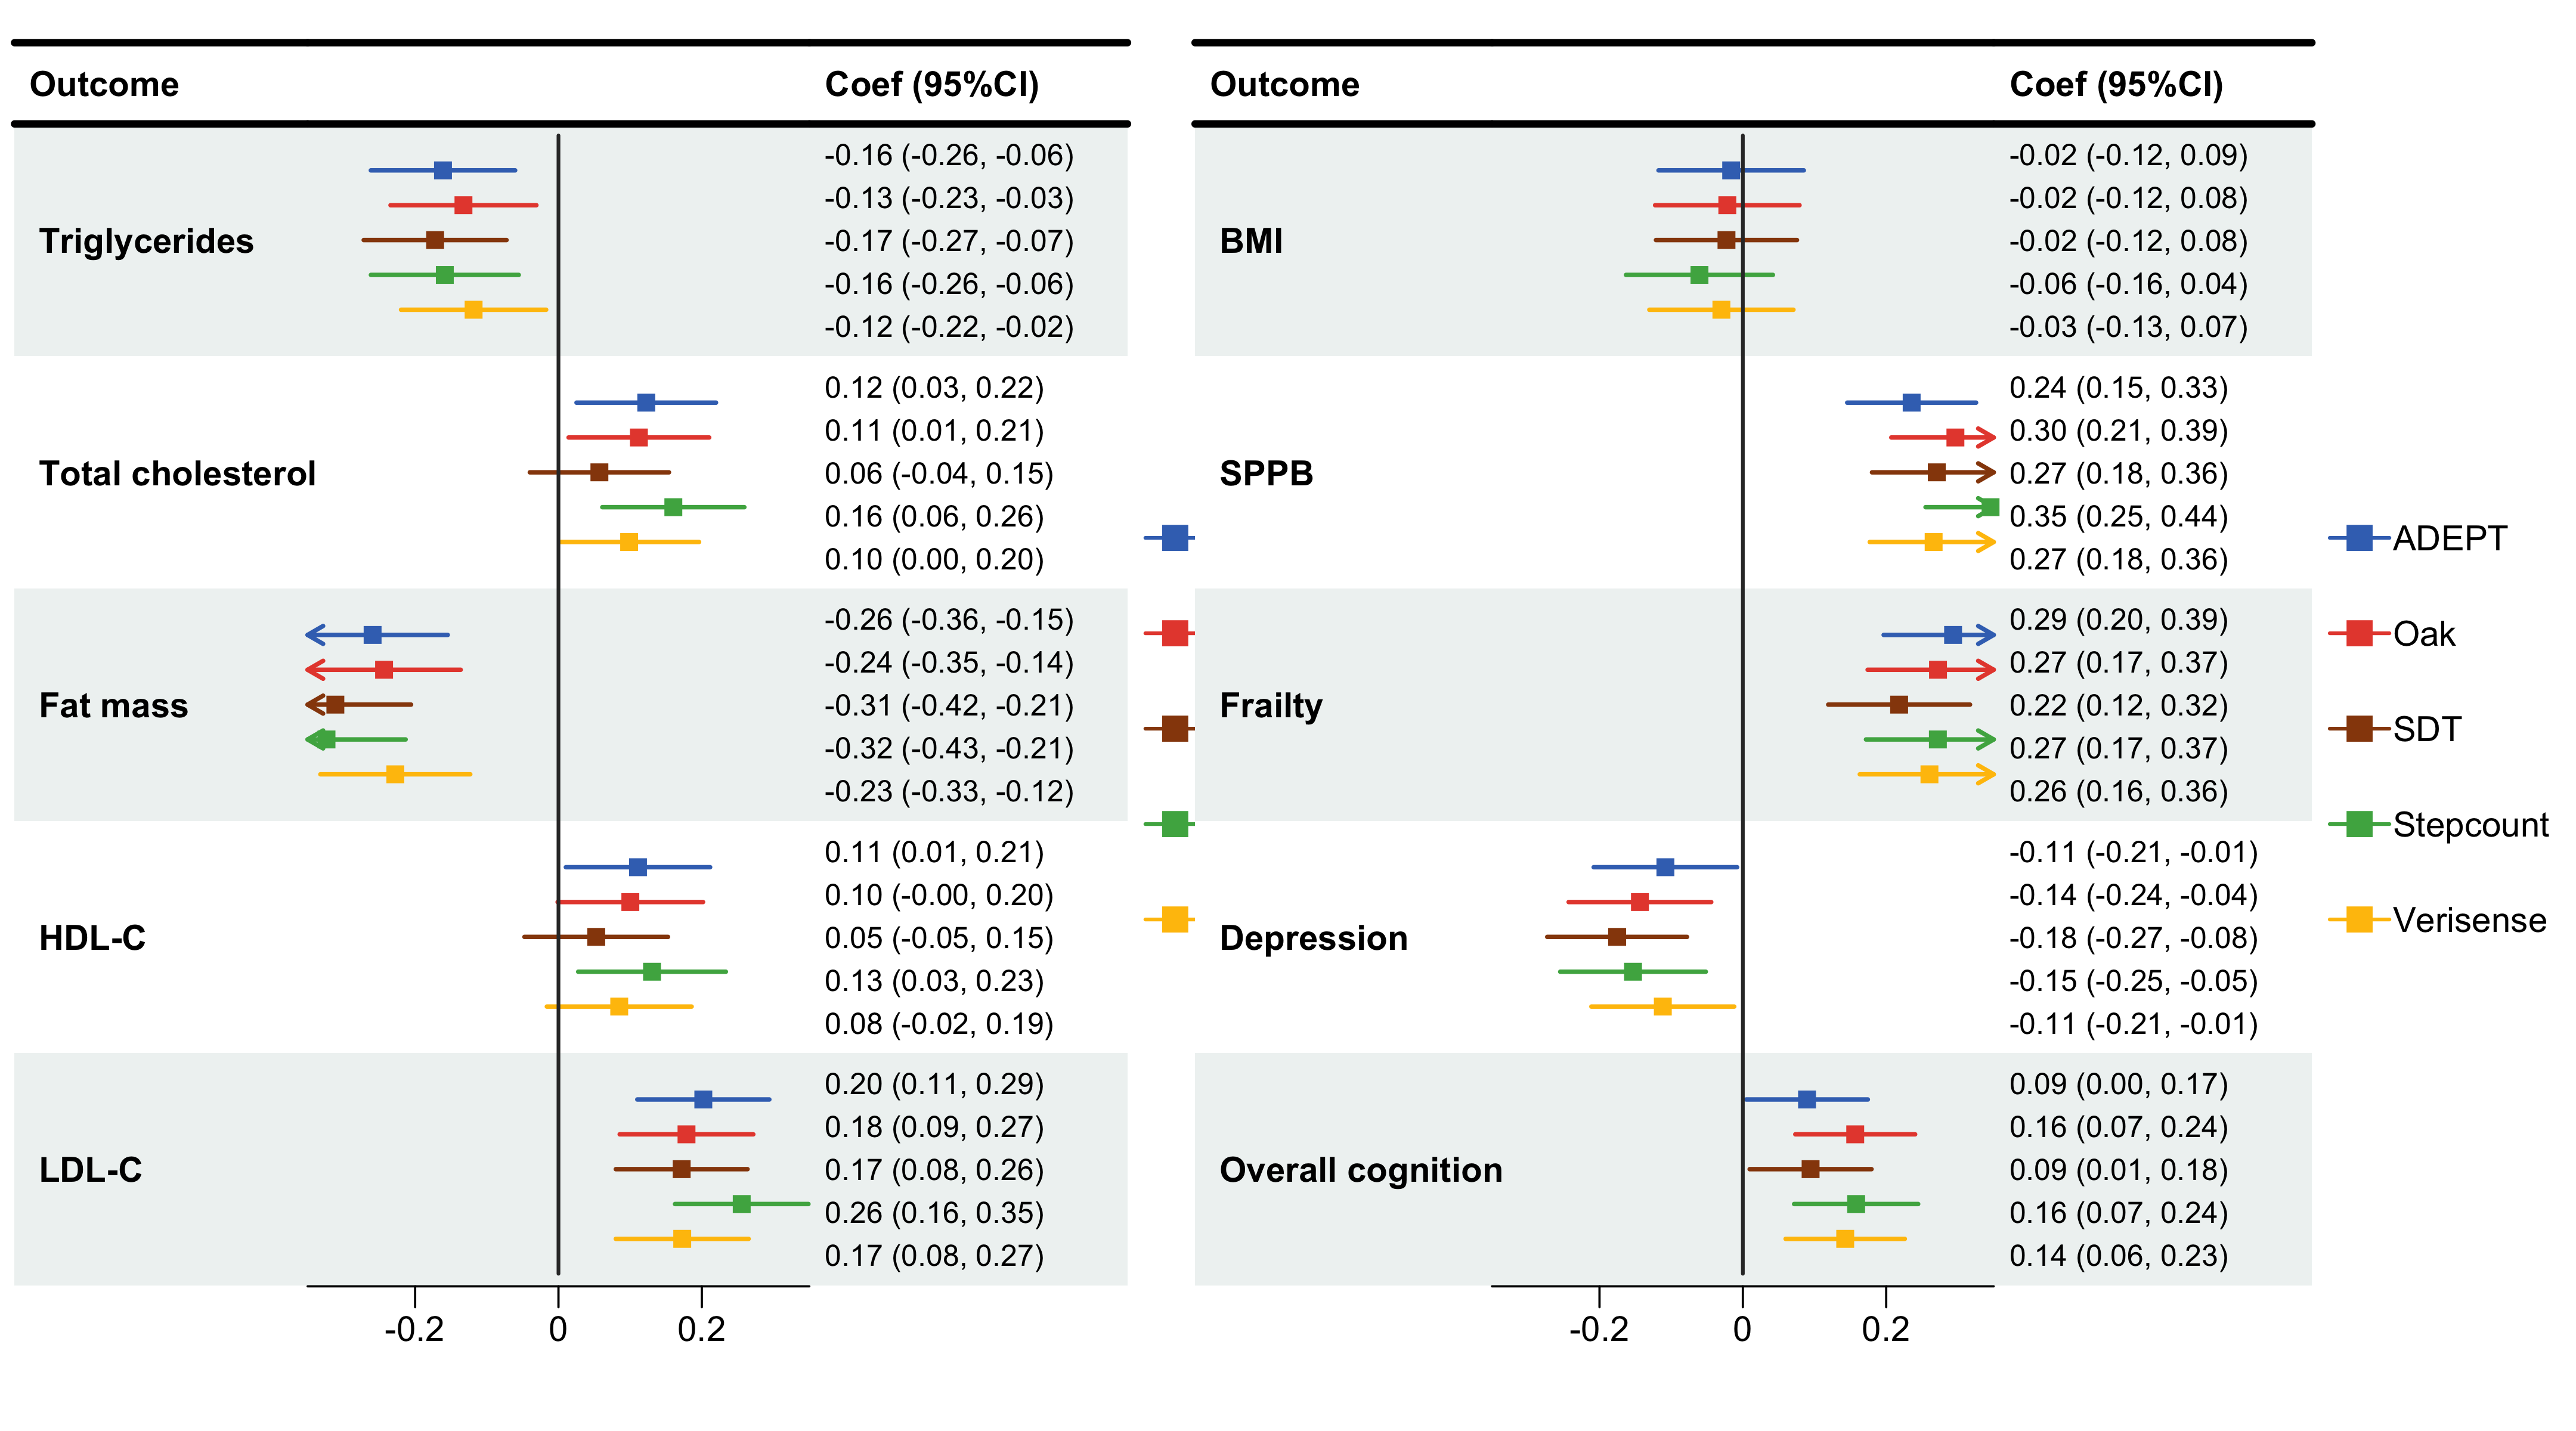 Outcome Coef (95%CI)
Triglycerides
-0.16 (-0.26, -0.06)
-0.13 (-0.23, -0.03)
-0.17 (-0.27, -0.07)
-0.16 (-0.26, -0.06)
-0.12 (-0.22, -0.02)
Total cholesterol
0.12 (0.03, 0.22)
0.11 (0.01, 0.21)
0.06 (-0.04, 0.15)
0.16 (0.06, 0.26)
0.10 (0.00, 0.20)
Fat mass
-0.26 (-0.36, -0.15)
-0.24 (-0.35, -0.14)
-0.31 (-0.42, -0.21)
-0.32 (-0.43, -0.21)
-0.23 (-0.33, -0.12)
HDL-C
0.11 (0.01, 0.21)
0.10 (-0.00, 0.20)
0.05 (-0.05, 0.15)
0.13 (0.03, 0.23)
0.08 (-0.02, 0.19)
LDL-C
0.20 (0.11, 0.29)
0.18 (0.09, 0.27)
0.17 (0.08, 0.26)
0.26 (0.16, 0.35)
0.17 (0.08, 0.27)
-0.2 0 0.2
Outcome Coef (95%CI)
BMI
-0.02 (-0.12, 0.09)
-0.02 (-0.12, 0.08)
-0.02 (-0.12, 0.08)
-0.06 (-0.16, 0.04)
-0.03 (-0.13, 0.07)
SPPB
0.24 (0.15, 0.33)
0.30 (0.21, 0.39)
0.27 (0.18, 0.36)
0.35 (0.25, 0.44)
0.27 (0.18, 0.36)
Frailty
0.29 (0.20, 0.39)
0.27 (0.17, 0.37)
0.22 (0.12, 0.32)
0.27 (0.17, 0.37)
0.26 (0.16, 0.36)
Depression
-0.11 (-0.21, -0.01)
-0.14 (-0.24, -0.04)
-0.18 (-0.27, -0.08)
-0.15 (-0.25, -0.05)
-0.11 (-0.21, -0.01)
Overall cognition
0.09 (0.00, 0.17)
0.16 (0.07, 0.24)
0.09 (0.01, 0.18)
0.16 (0.07, 0.24)
0.14 (0.06, 0.23)
-0.2 0 0.2
ADEPT
Oak
SDT
Stepcount
Verisense